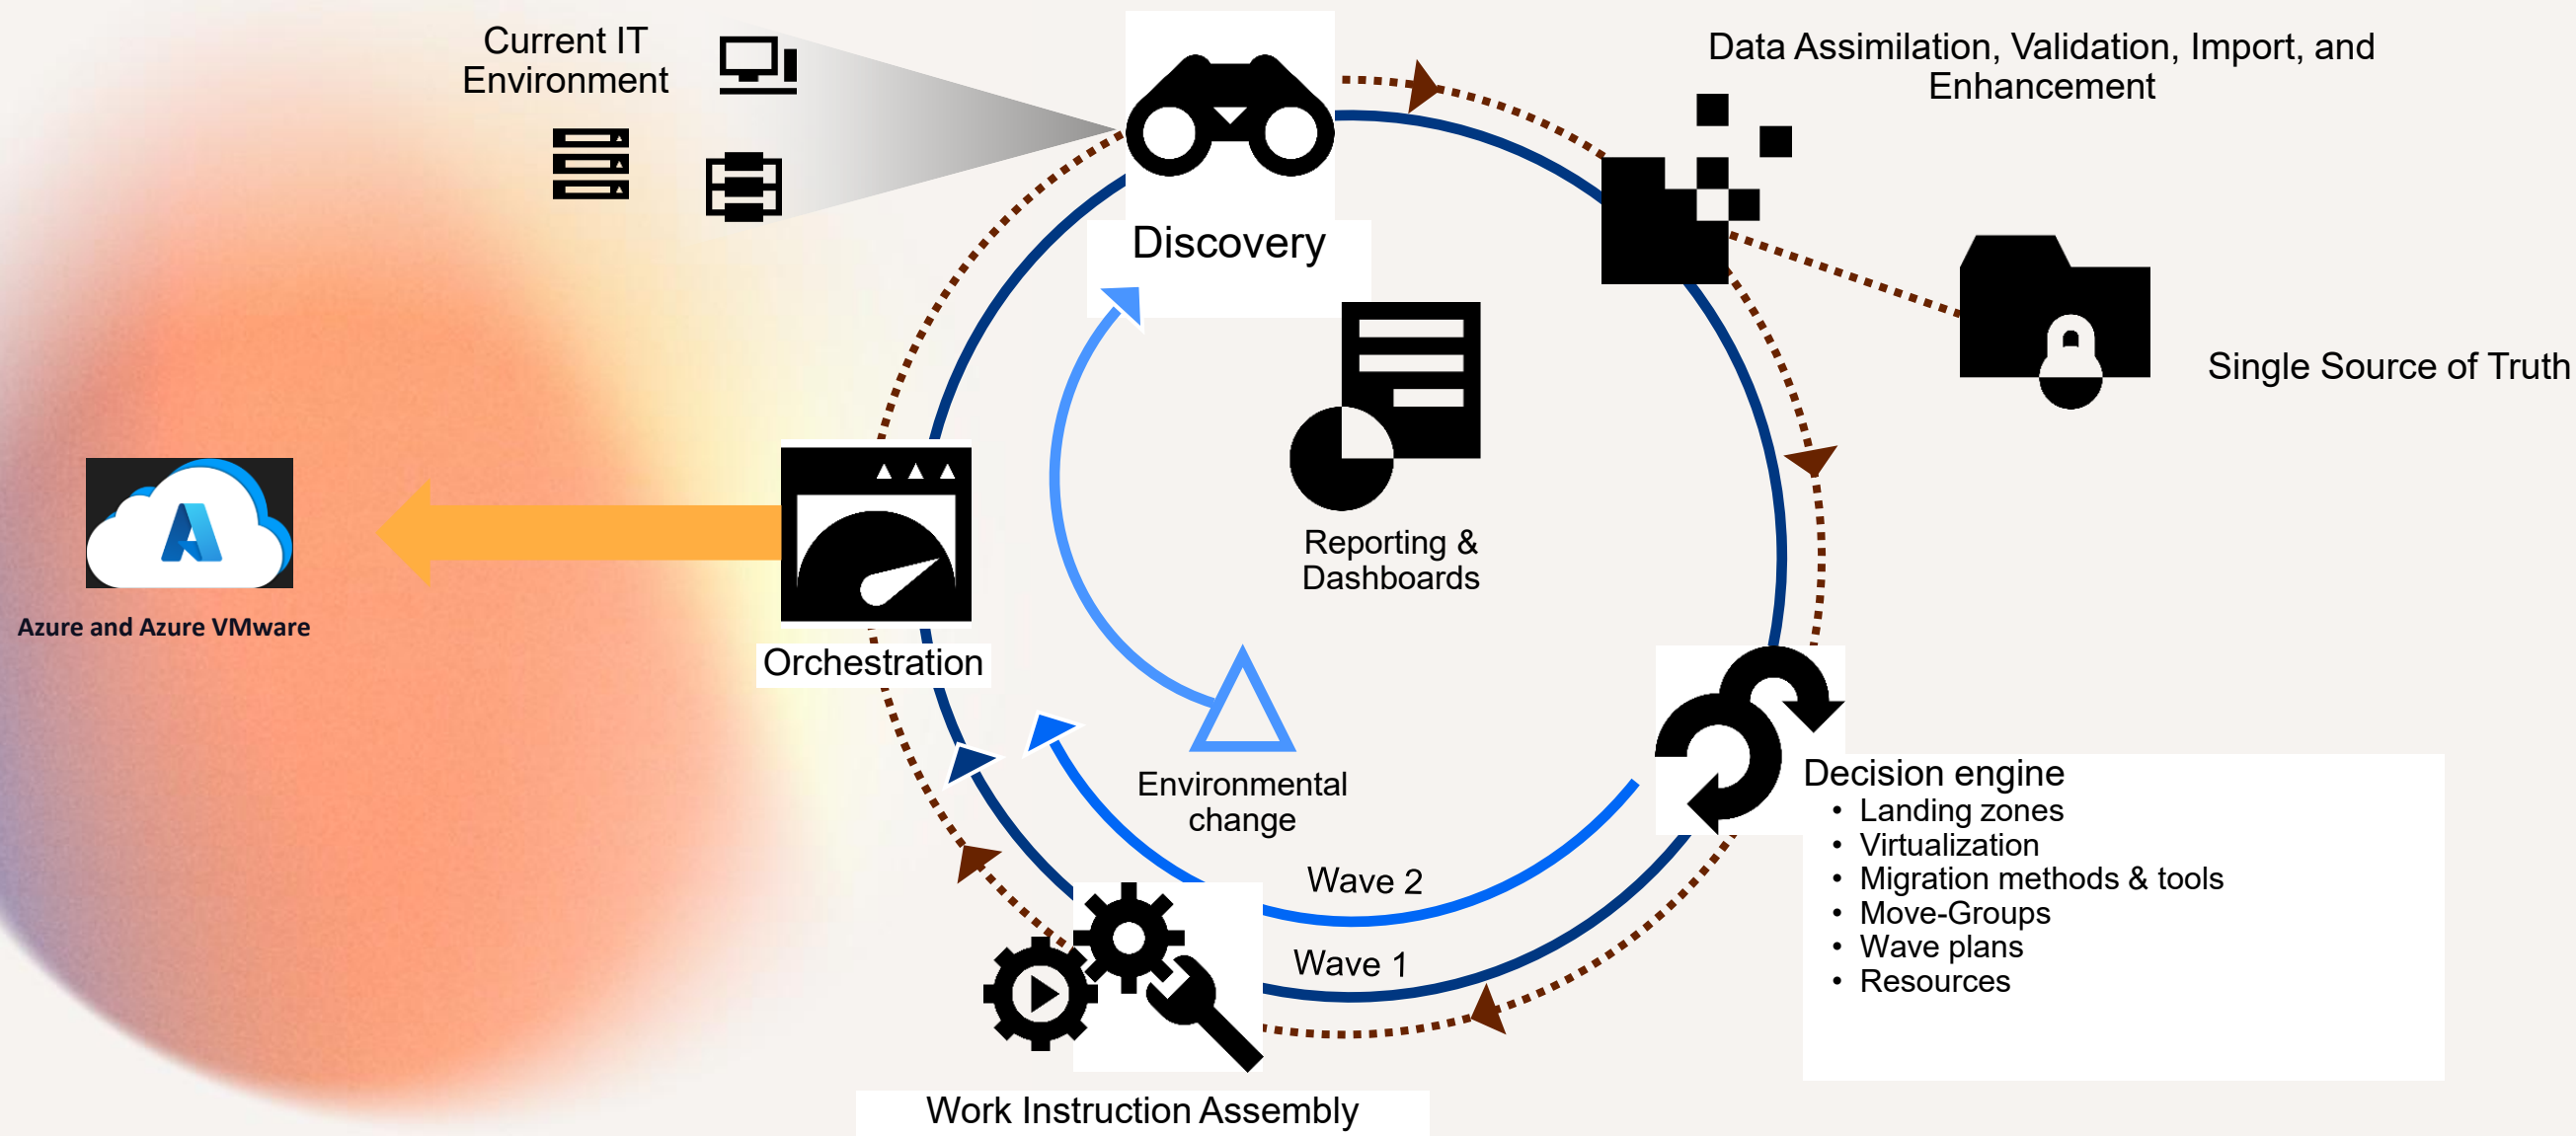 Current IT
Environment
Data Assimilation, Validation, Import, and
Enhancement
Discovery
Single Source of Truth
Reporting &
Dashboards
Azure and Azure VMware
Orchestration
Environmental
change
Decision engine
• Landing zones
• Virtualization
• Migration methods & tools
• Move-Groups
• Wave plans
• Resources
Wave 2
Wave 1
Work Instruction Assembly